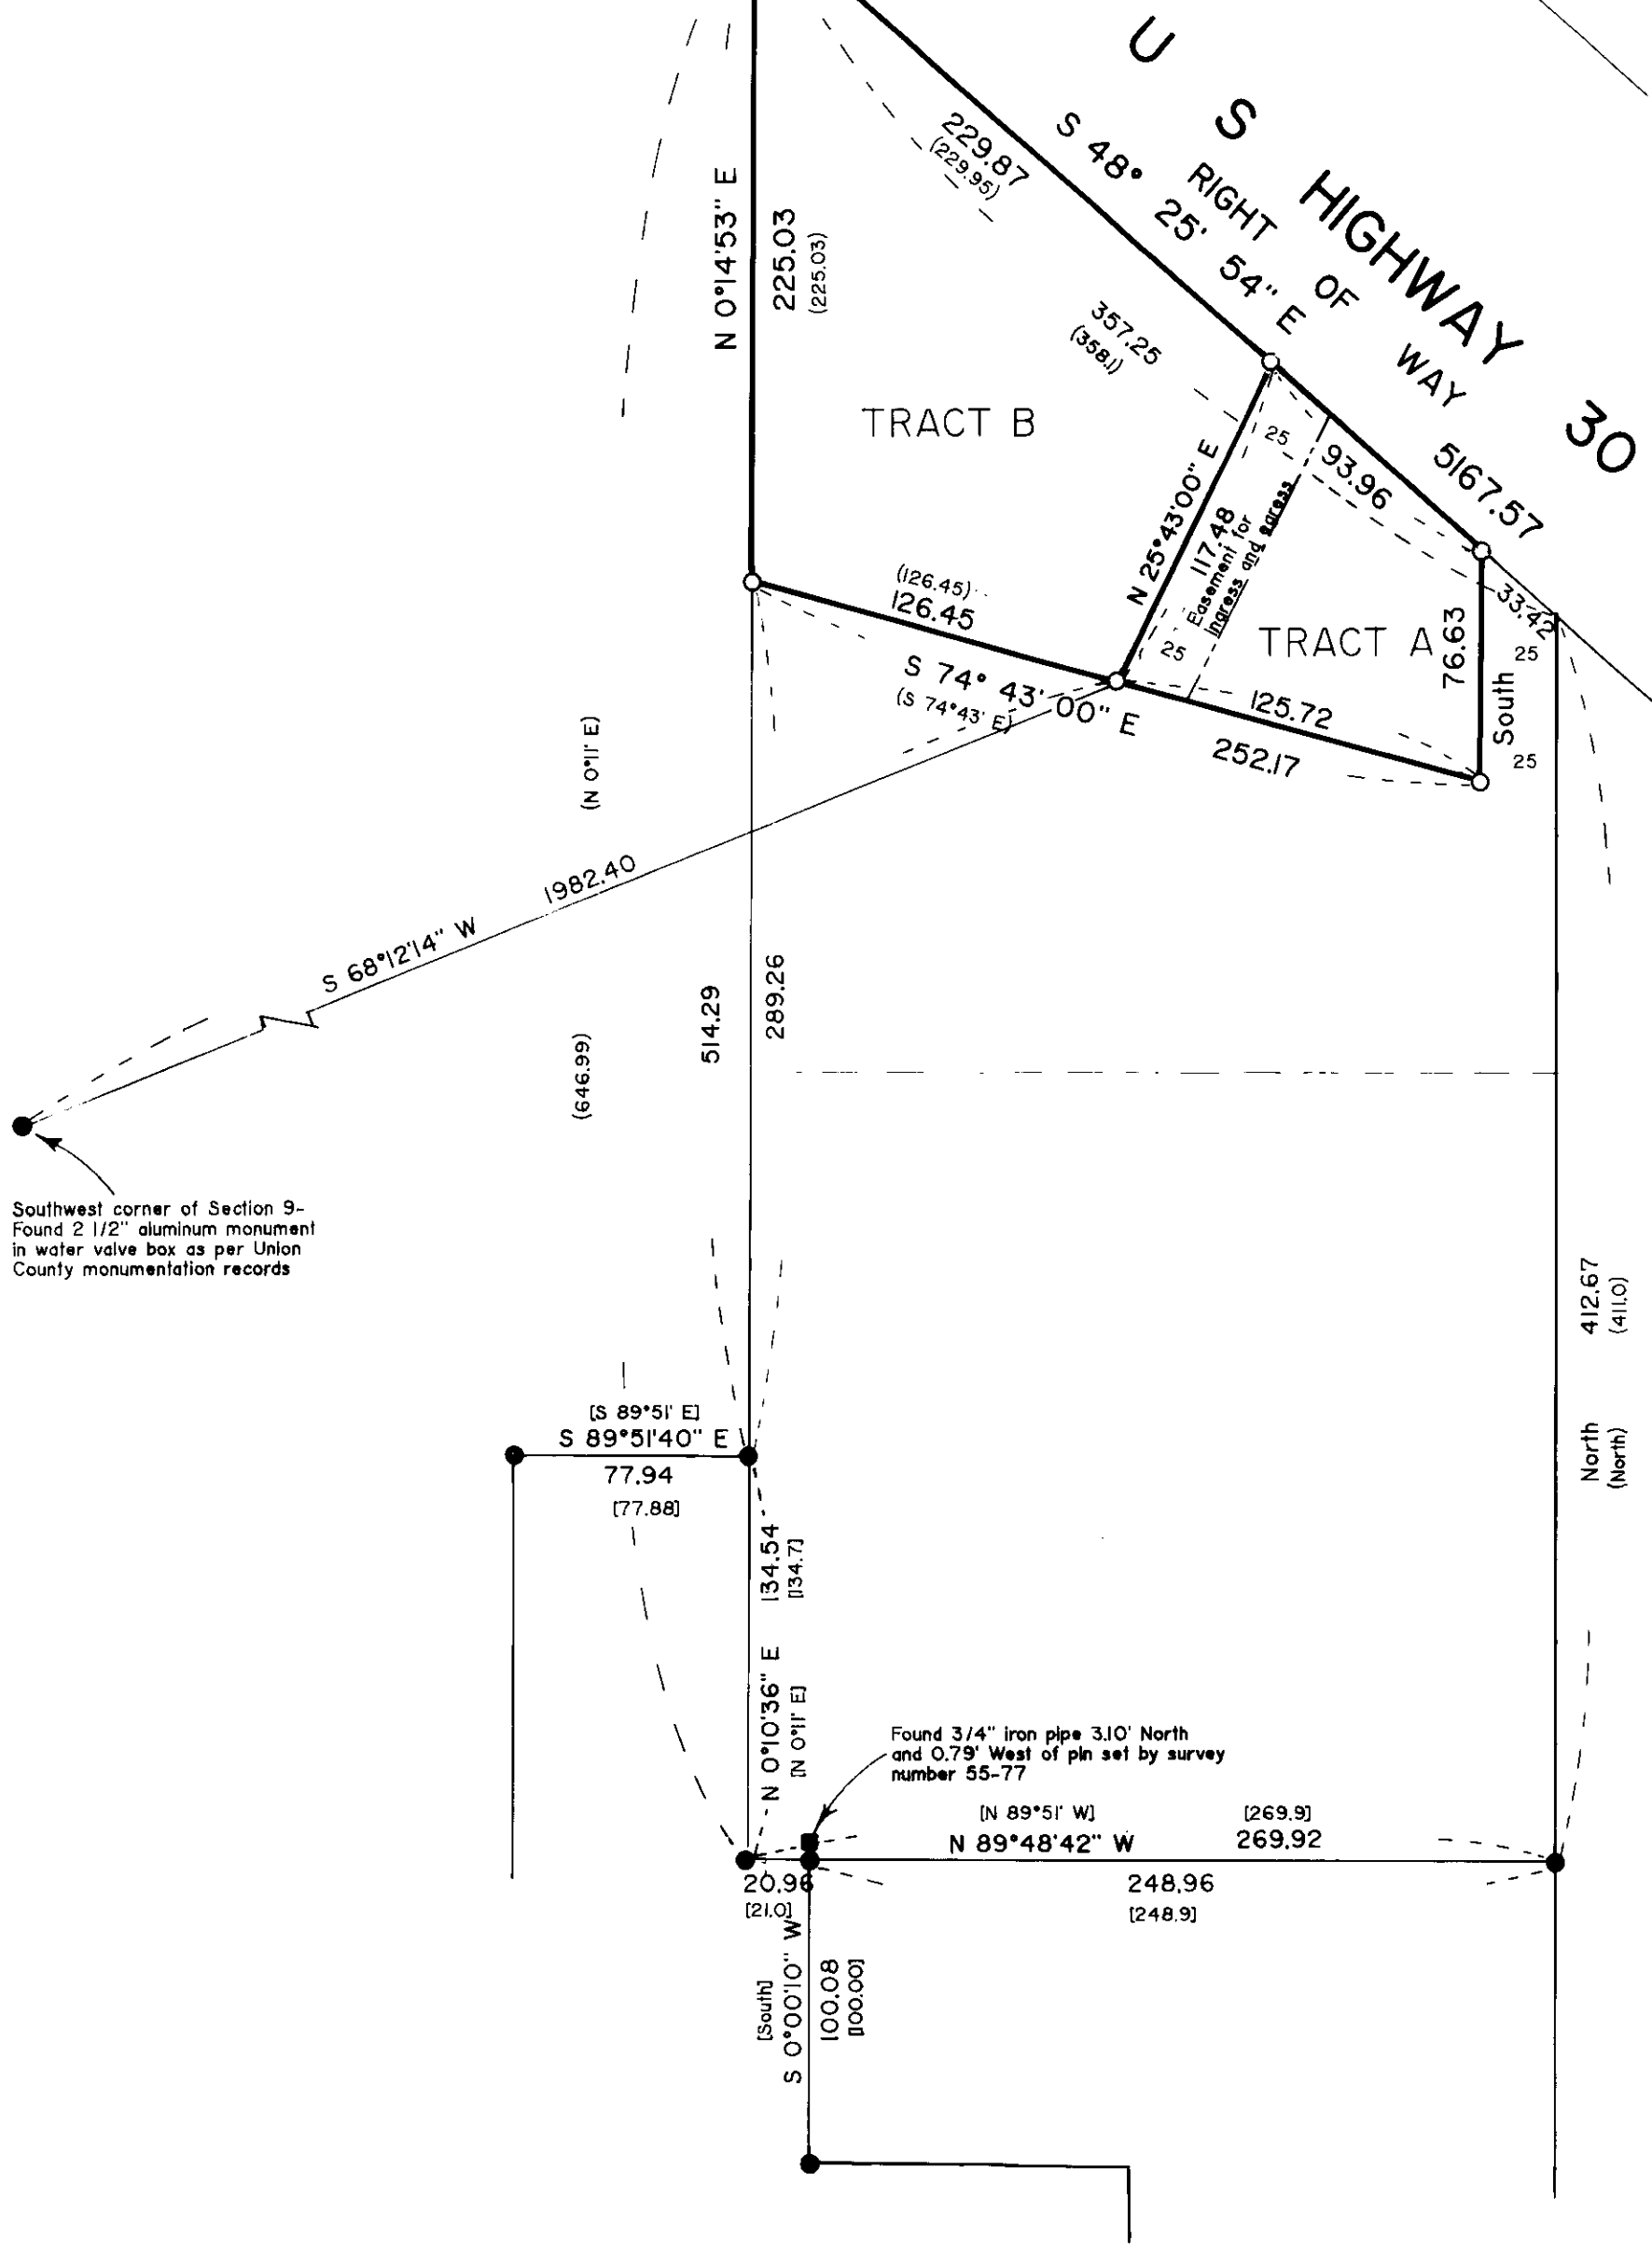 U S HIGHWAY 30
RIGHT OF WAY
229.87
(229.95)
S 48° 25' 54" E
5167.57
N 0°14'53" E
225.03
(225.03)
357.25
(358.1)
TRACT B
25
93.96
N 25°43'00" E
117.48
Easement for
ingress and egress
(126.45)
126.45
33.42
TRACT A
76.63
South
25
25
25
S 74° 43' 00" E
(S 74°43' E)
125.72
252.17
(N 0°11' E)
1982.40
S 68°12'14" W
514.29
289.26
(646.99)
Southwest corner of Section 9-
Found 2 1/2" aluminum monument
in water valve box as per Union
County monumentation records
412.67
(411.0)
North
(North)
[S 89°51' E]
S 89°51'40" E
77.94
[77.88]
134.54
[134.7]
N 0°10'36" E
[N 0°11' E]
Found 3/4" iron pipe 3.10' North
and 0.79' West of pin set by survey
number 55-77
[N 89°51' W]
[269.9]
N 89°48'42" W
269.92
20.96
[21.0]
248.96
[248.9]
[South]
S 0°00'10" W
100.08
[100.00]